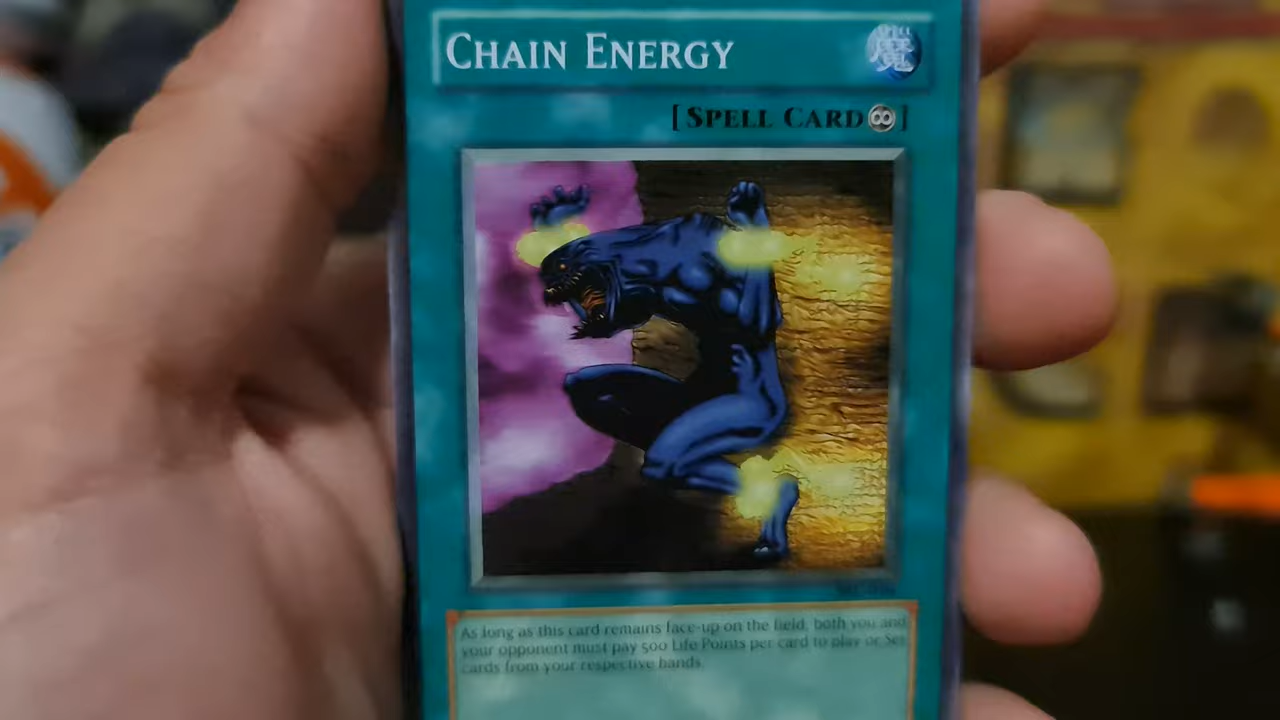 CHAIN ENERGY
魔
[SPELL CARD]
As long as this card remains face-up on the field, both you and
your opponent must pay 500 Life Points per card to play or Set
cards from your respective hands.